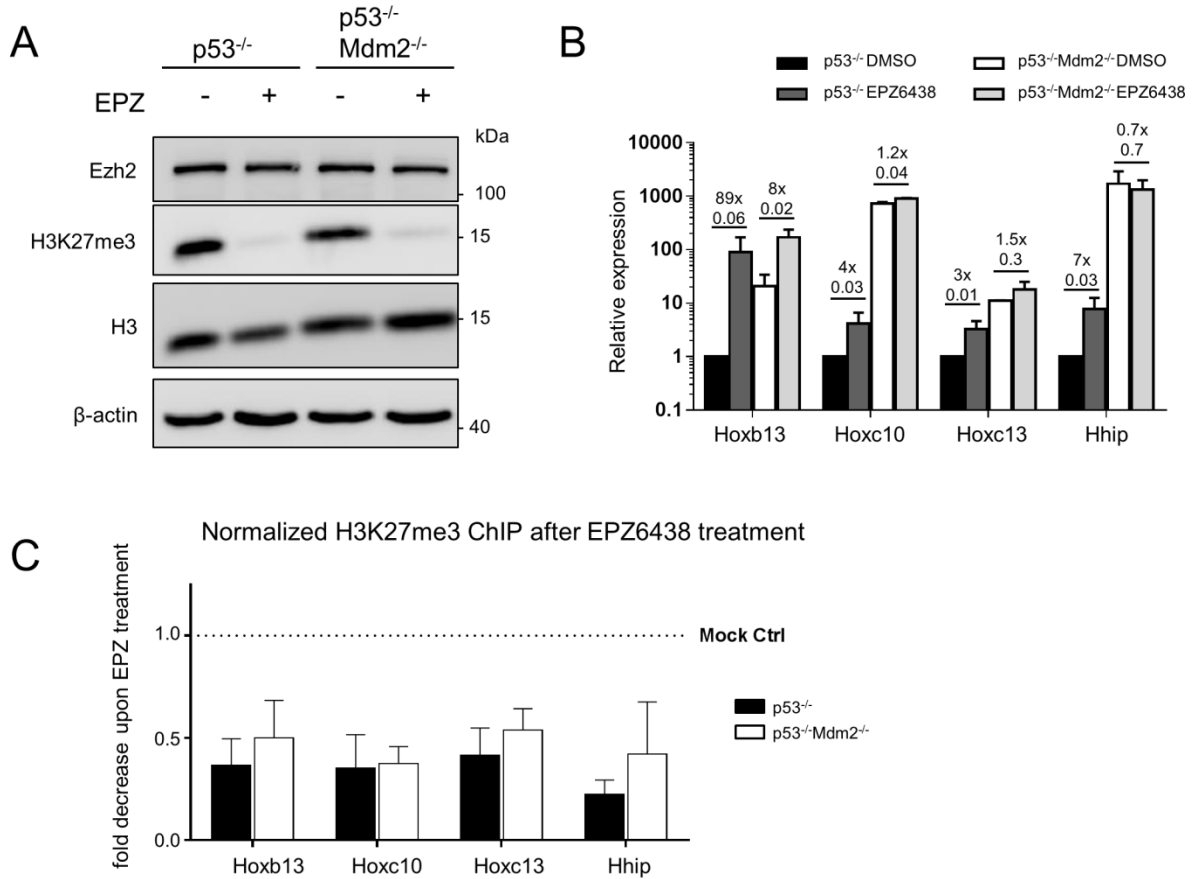 A
p53-/-
p53-/-
Mdm2-/-
EPZ
- + - +
kDa
Ezh2
100
H3K27me3
15
H3
15
β-actin
40
B
p53-/-DMSO
p53-/-Mdm2-/-DMSO
p53-/-EPZ6438
p53-/-Mdm2-/-EPZ6438
Relative expression
10000
1000
100
10
1
0.1
89x
0.06
8x
0.02
4x
0.03
1.2x
0.04
3x
0.01
1.5x
0.3
7x
0.03
0.7x
0.7
Hoxb13 Hoxc10 Hoxc13 Hhip
C
Normalized H3K27me3 ChIP after EPZ6438 treatment
fold decrease upon EPZ treatment
1.0
0.5
0.0
Mock Ctrl
p53-/-
p53-/-Mdm2-/-
Hoxb13 Hoxc10 Hoxc13 Hhip